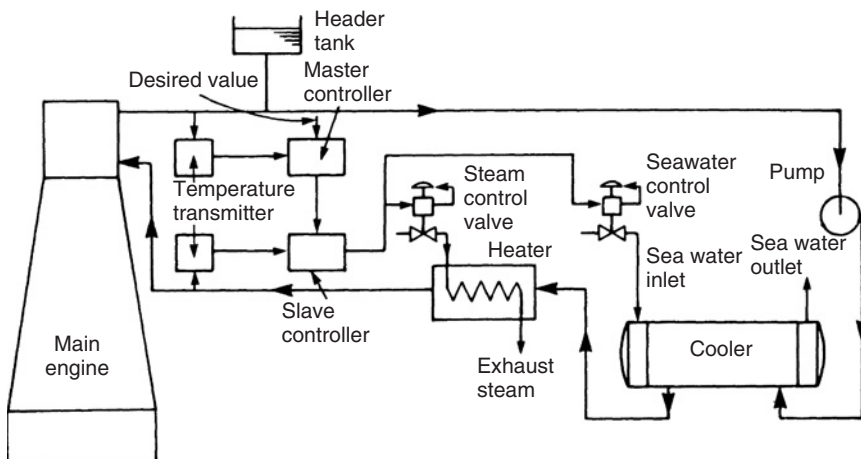 Header
tank
Desired value
Master
controller
Temperature
transmitter
Steam
control
valve
Seawater
control
valve
Pump
Heater
Sea water
inlet
Sea water
outlet
Slave
controller
Main
engine
Exhaust
steam
Cooler